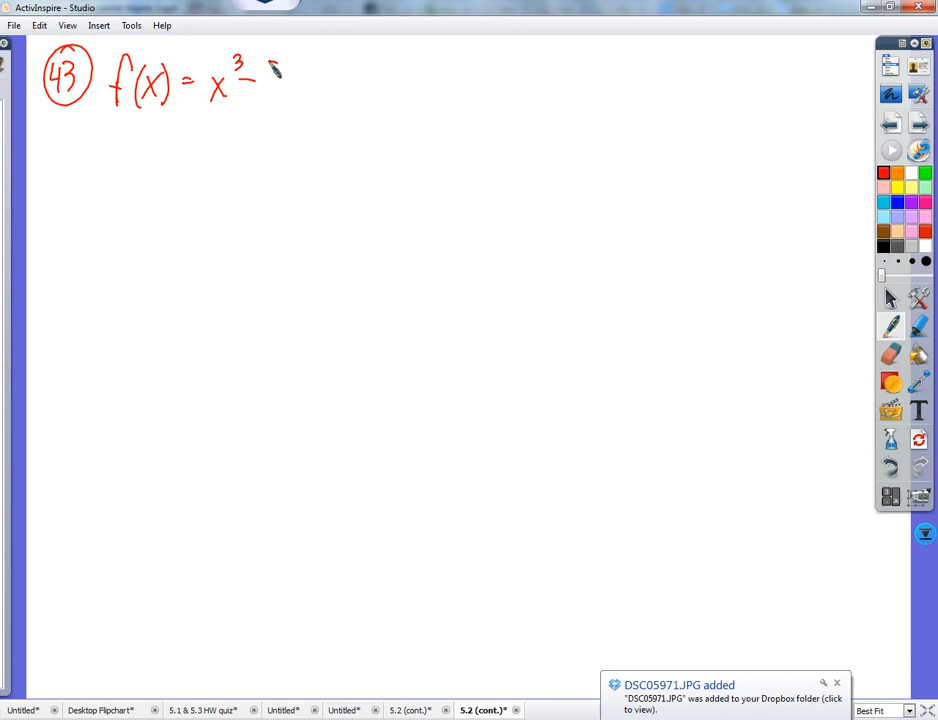 ActivInspire - Studio
File Edit View Insert Tools Help
43 f(x) = x³ –
DSC05971.JPG added
"DSC05971.JPG was added to your Dropbox folder (click
to view).
Untitled* Desktop Flipchart* 5.1 & 5.3 HW quiz* Untitled* Untitled* 5.2 (cont.)* 5.2 (cont.)* Best Fit